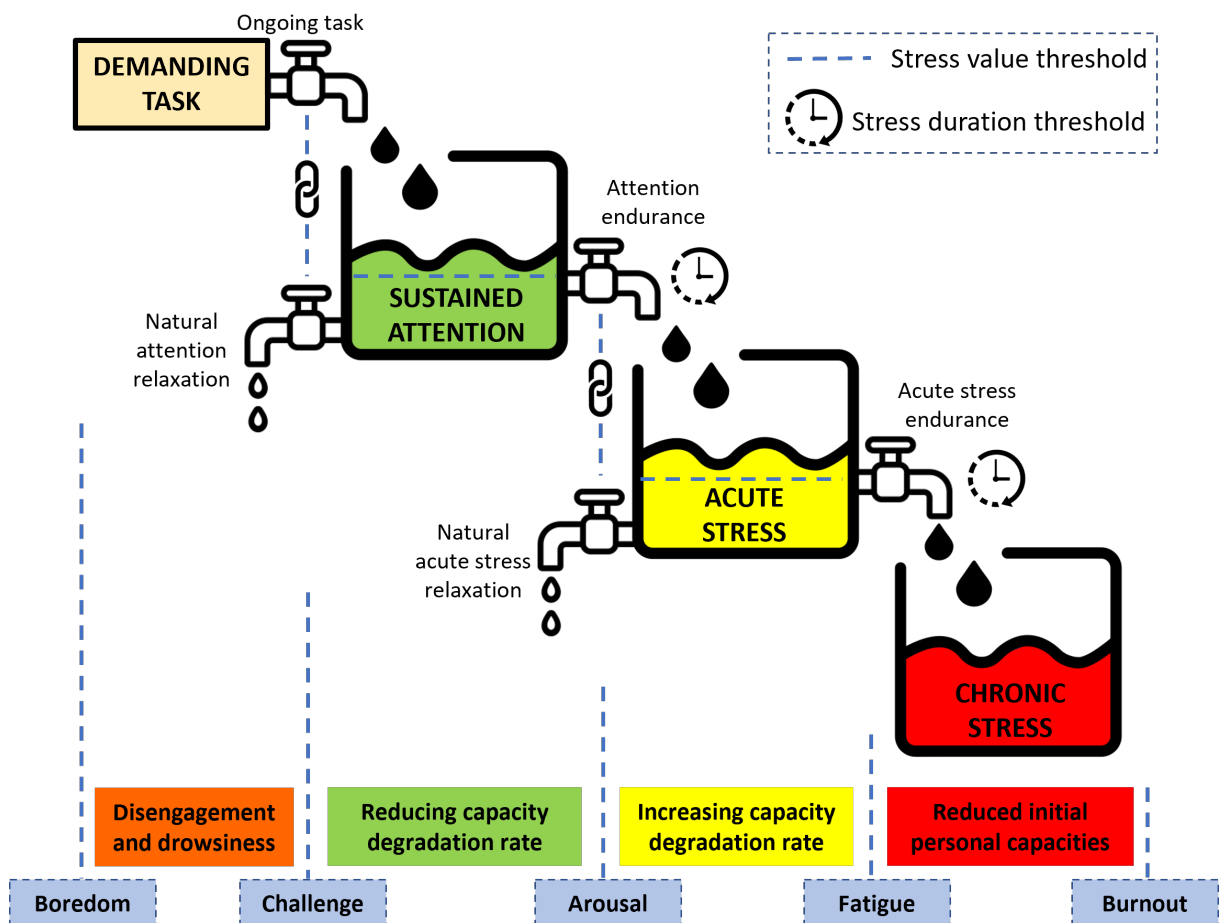 Ongoing task
DEMANDING
TASK
Stress value threshold
Stress duration threshold
Attention
endurance
SUSTAINED
ATTENTION
Natural
attention
relaxation
Acute stress
endurance
ACUTE
STRESS
Natural
acute stress
relaxation
CHRONIC
STRESS
Disengagement
and drowsiness
Reducing capacity
degradation rate
Increasing capacity
degradation rate
Reduced initial
personal capacities
Boredom
Challenge
Arousal
Fatigue
Burnout